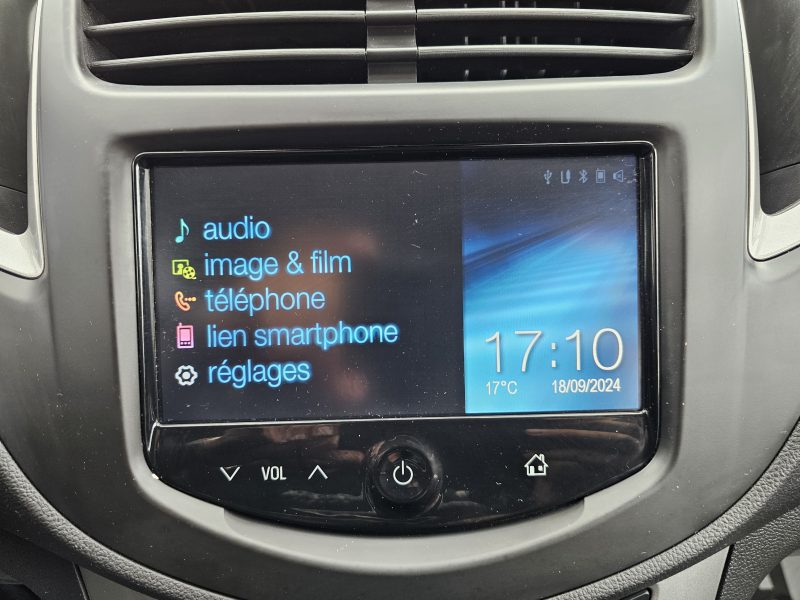 audio
image & film
téléphone
lien smartphone
réglages
17:10
17°C 18/09/2024
VOL